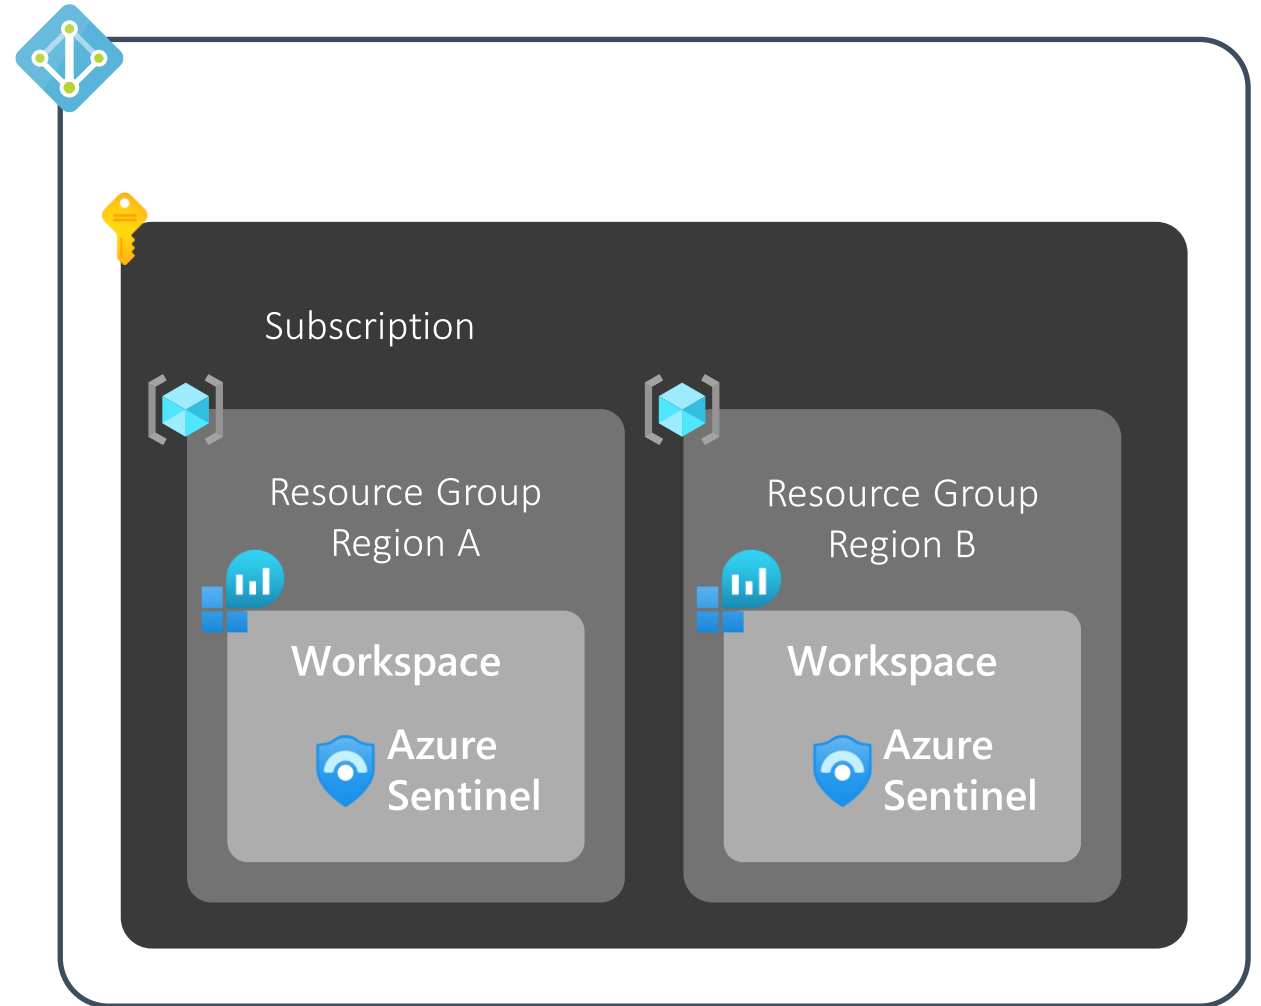 Subscription
Resource Group
Region A
Workspace
Azure
Sentinel
Resource Group
Region B
Workspace
Azure
Sentinel